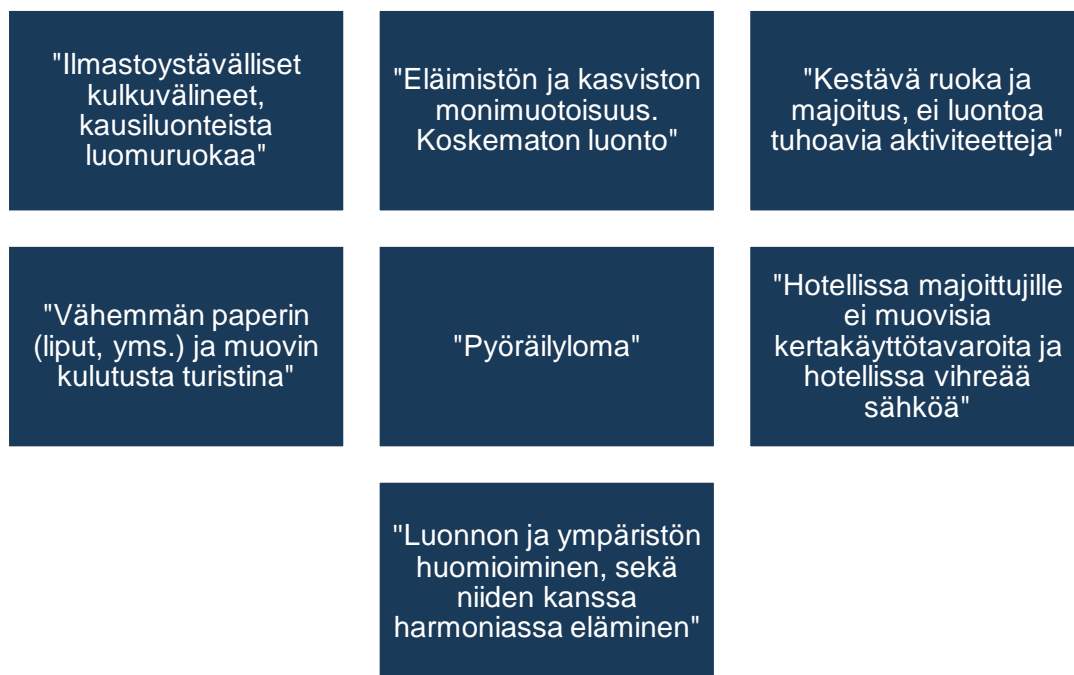 "Ilmastoystävälliset
kulkuvälineet,
kausiluonteista
luomuruokaa"
"Eläimistön ja kasviston
monimuotoisuus.
Koskematon luonto"
"Kestävä ruoka ja
majoitus, ei luontoa
tuhoavia aktiviteetteja"
"Vähemmän paperin
(liput, yms.) ja muovin
kulutusta turistina"
"Pyöräilyloma"
"Hotellissa majoittujille
ei muovisia
kertakäyttötavaroita ja
hotellissa vihreää
sähköä"
"Luonnon ja ympäristön
huomioiminen, sekä
niiden kanssa
harmoniassa eläminen"